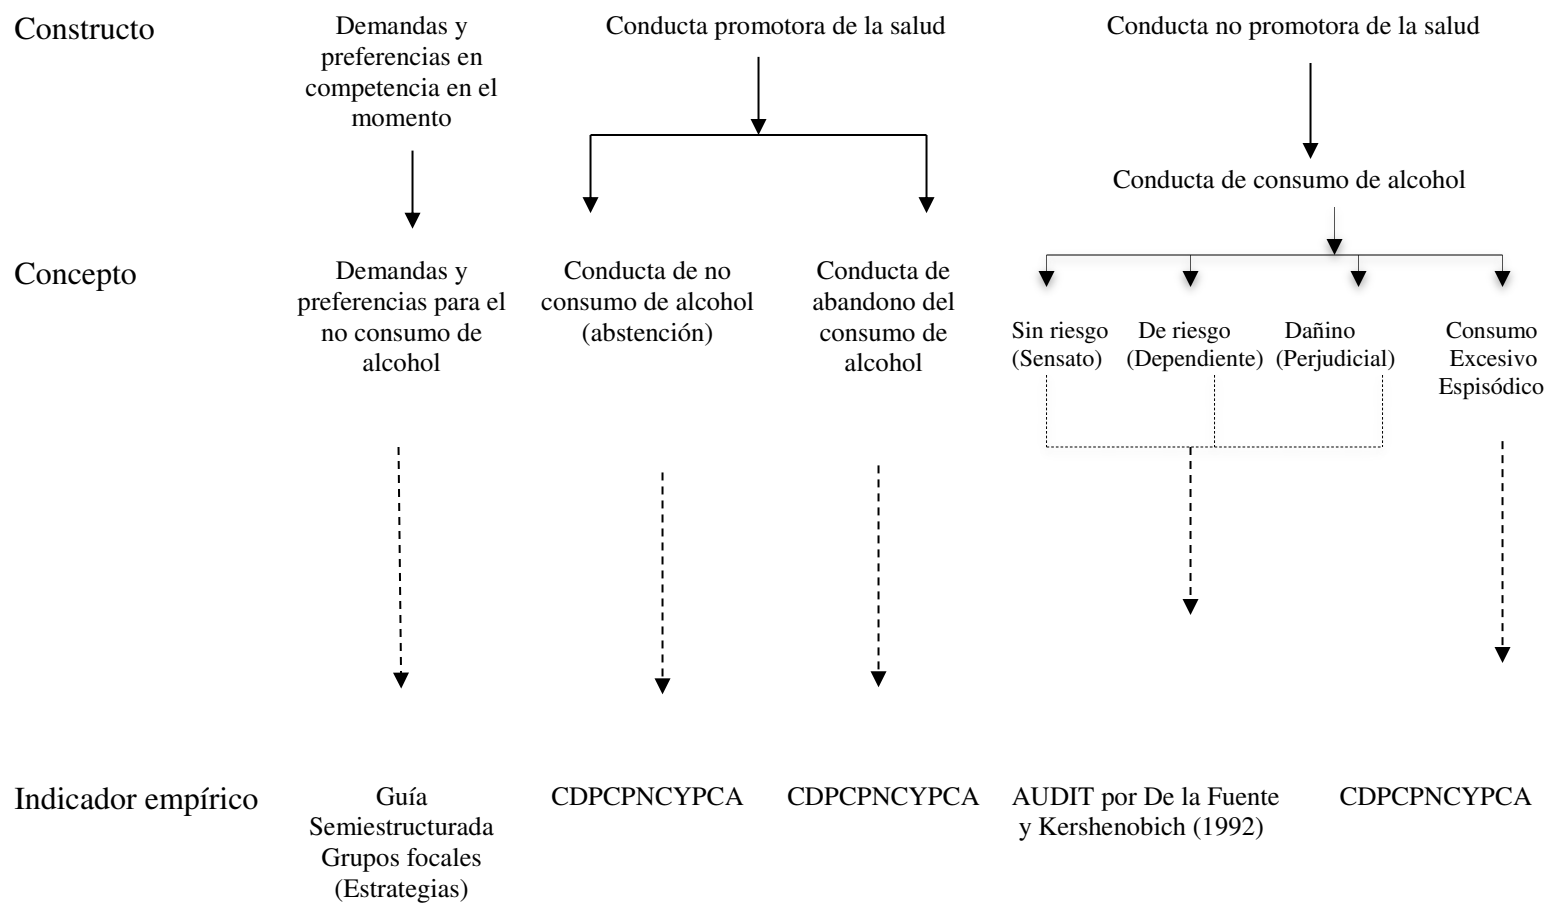 Constructo
Demandas y
preferencias en
competencia en el
momento
Conducta promotora de la salud
Conducta no promotora de la salud
Conducta de consumo de alcohol
Concepto
Demandas y
preferencias para el
no consumo de
alcohol
Conducta de no
consumo de alcohol
(abstención)
Conducta de
abandono del
consumo de
alcohol
Sin riesgo
(Sensato)
De riesgo
(Dependiente)
Dañino
(Perjudicial)
Consumo
Excesivo
Espisódico
Indicador empírico
Guía
Semiestructurada
Grupos focales
(Estrategias)
CDPCPNCYPCA
CDPCPNCYPCA
AUDIT por De la Fuente
y Kershenobich (1992)
CDPCPNCYPCA